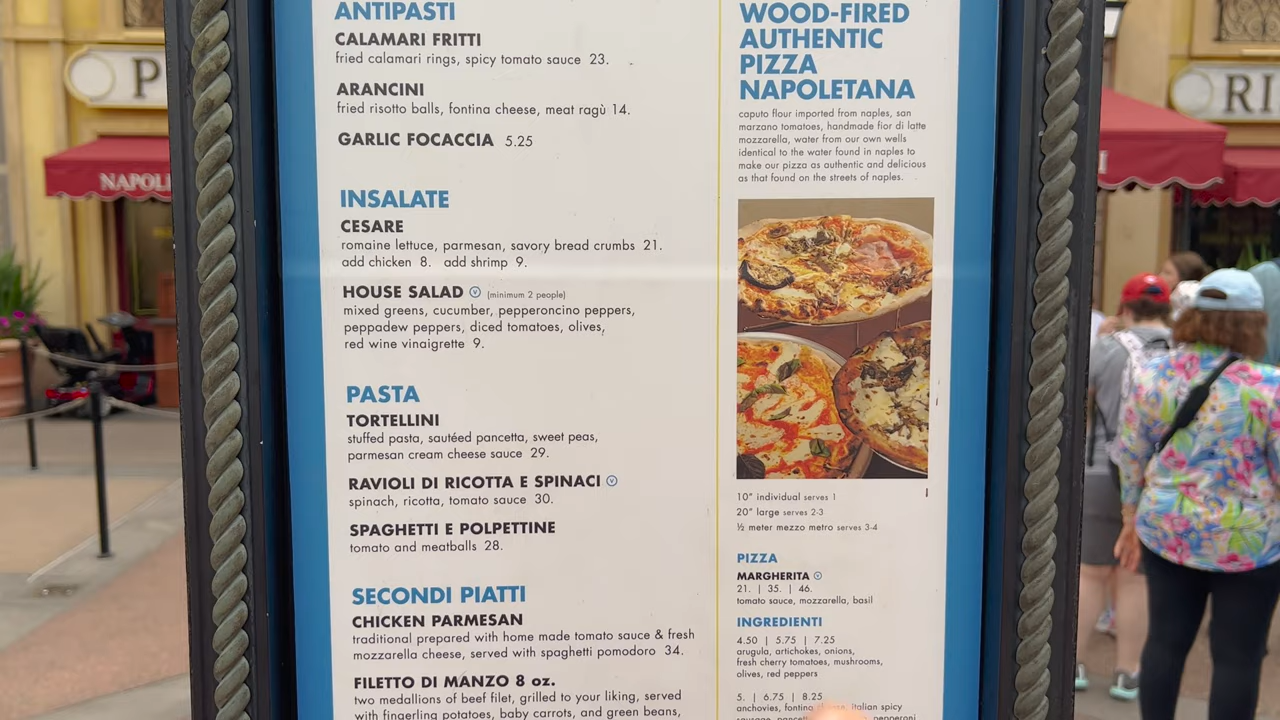 ANTIPASTI
CALAMARI FRITTI
fried calamari rings, spicy tomato sauce 23.
ARANCINI
fried risotto balls, fontina cheese, meat ragù 14.
GARLIC FOCACCIA 5.25
INSALATE
CESARE
romaine lettuce, parmesan, savory bread crumbs 21.
add chicken 8. add shrimp 9.
HOUSE SALAD V (minimum 2 people)
mixed greens, cucumber, pepperoncino peppers,
peppadew peppers, diced tomatoes, olives,
red wine vinaigrette 9.
PASTA
TORTELLINI
stuffed pasta, sautéed pancetta, sweet peas,
parmesan cream cheese sauce 29.
RAVIOLI DI RICOTTA E SPINACI V
spinach, ricotta, tomato sauce 30.
SPAGHETTI E POLPETTINE
tomato and meatballs 28.
SECONDI PIATTI
CHICKEN PARMESAN
traditional prepared with home made tomato sauce & fresh
mozzarella cheese, served with spaghetti pomodoro 34.
FILETTO DI MANZO 8 oz.
two medallions of beef filet, grilled to your liking, served
with fingerling potatoes, baby carrots, and green beans,
WOOD-FIRED
AUTHENTIC
PIZZA
NAPOLETANA
caputo flour imported from naples, san
marzano tomatoes, handmade fior di latte
mozzarella, water from our own wells
identical to the water found in naples to
make our pizza as authentic and delicious
as that found on the streets of naples.
10" individual serves 1
20" large serves 2-3
½ meter mezzo metro serves 3-4
PIZZA
MARGHERITA V
21. | 35. | 46.
tomato sauce, mozzarella, basil
INGREDIENTI
4.50 | 5.75 | 7.25
arugula, artichokes, onions,
fresh cherry tomatoes, mushrooms,
olives, red peppers
5. | 6.75 | 8.25
anchovies, fontina cheese, italian spicy
pepperoni
P
NAPOLI
RI